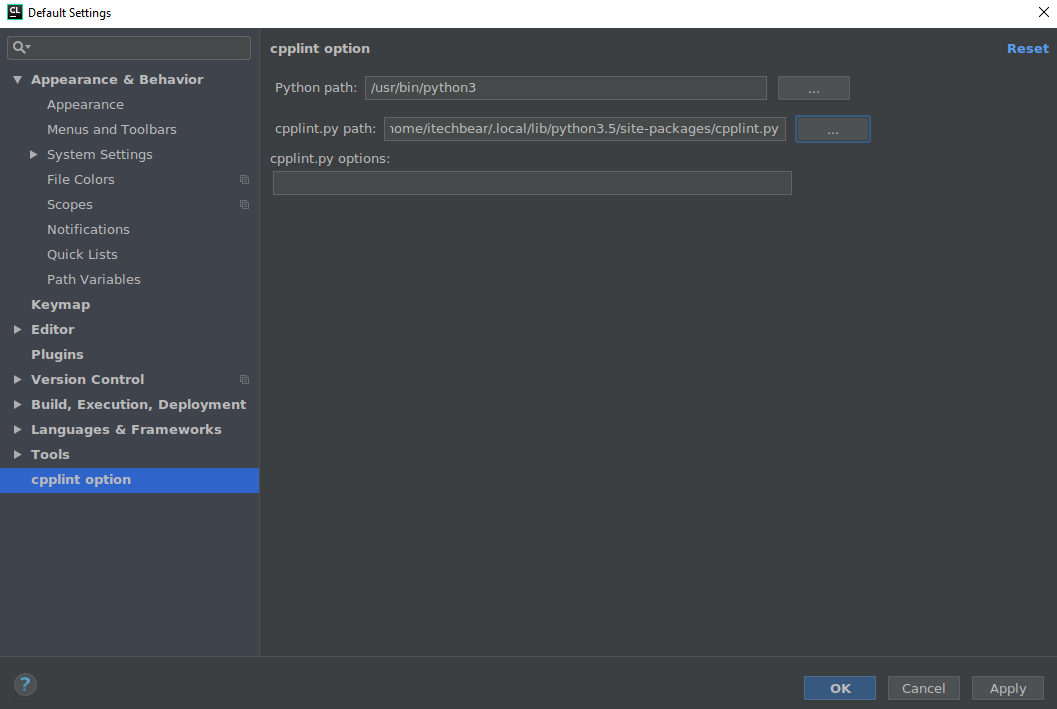 CL Default Settings
cpplint option Reset
Appearance & Behavior
Python path: /usr/bin/python3 ...
Appearance
Menus and Toolbars
cpplint.py path: home/itechbear/.local/lib/python3.5/site-packages/cpplint.py ...
System Settings
cpplint.py options:
File Colors
Scopes
Notifications
Quick Lists
Path Variables
Keymap
Editor
Plugins
Version Control
Build, Execution, Deployment
Languages & Frameworks
Tools
cpplint option
? OK Cancel Apply